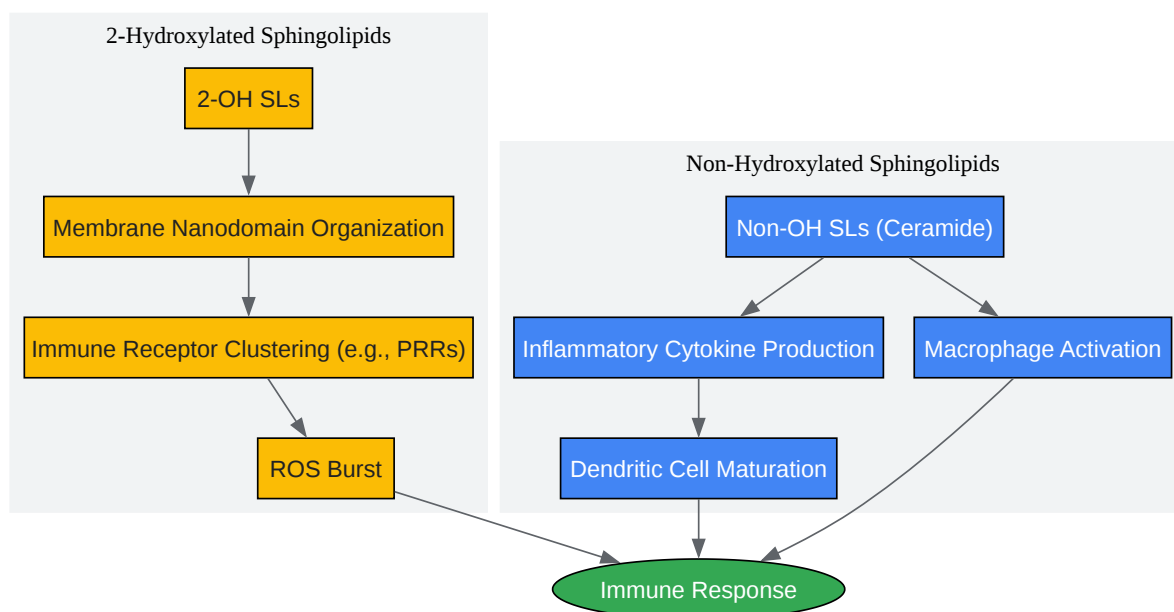 2-Hydroxylated Sphingolipids
2-OH SLs
Membrane Nanodomain Organization
Immune Receptor Clustering (e.g., PRRs)
ROS Burst
Non-Hydroxylated Sphingolipids
Non-OH SLs (Ceramide)
Inflammatory Cytokine Production
Macrophage Activation
Dendritic Cell Maturation
Immune Response